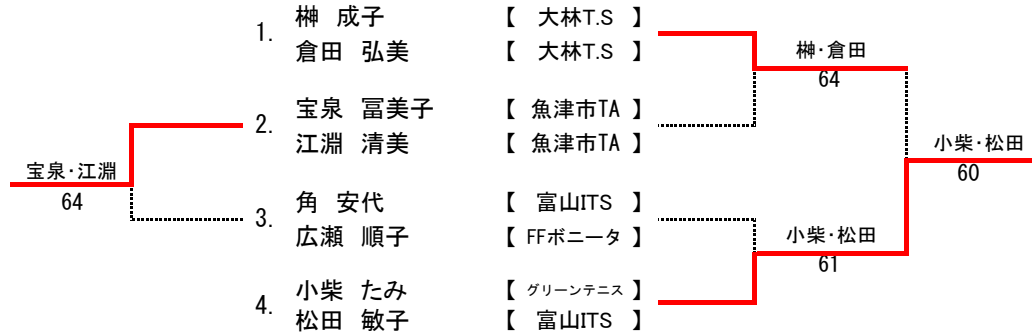 1.
榊 成子 【 大林T.S 】
倉田 弘美 【 大林T.S 】
榊・倉田
64
2.
宝泉 冨美子 【 魚津市TA 】
江淵 清美 【 魚津市TA 】
宝泉・江淵
64
小柴・松田
60
3.
角 安代 【 富山ITS 】
広瀬 順子 【 FFボニータ 】
小柴・松田
61
4.
小柴 たみ 【 グリーンテニス 】
松田 敏子 【 富山ITS 】